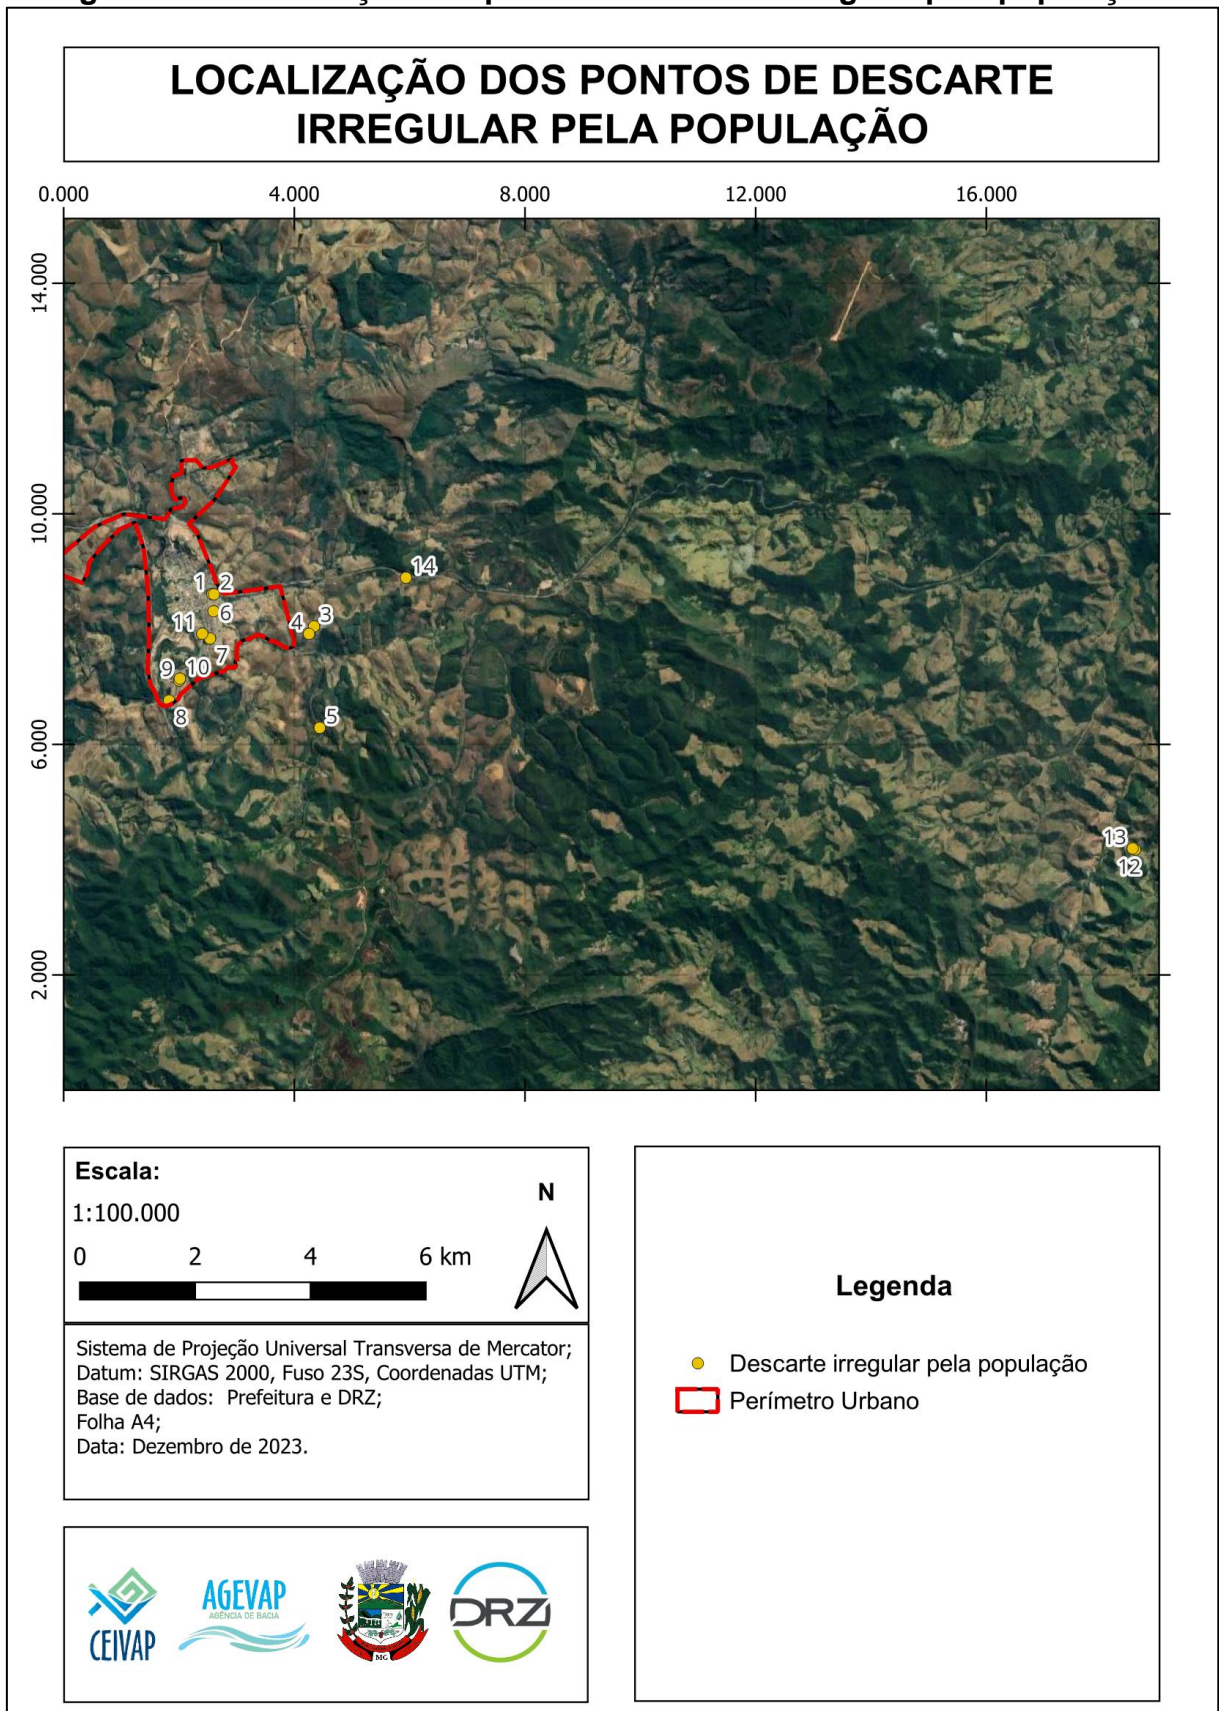 LOCALIZAÇÃO DOS PONTOS DE DESCARTE
IRREGULAR PELA POPULAÇÃO
0.000 4.000 8.000 12.000 16.000
14.000
10.000
6.000
2.000
14
1 2
6
11
7
4 3
9 10
8
5
13
12
Escala:
1:100.000
0 2 4 6 km
N
Sistema de Projeção Universal Transversa de Mercator;
Datum: SIRGAS 2000, Fuso 23S, Coordenadas UTM;
Base de dados: Prefeitura e DRZ;
Folha A4;
Data: Dezembro de 2023.
Legenda
Descarte irregular pela população
Perímetro Urbano
CEIVAP
AGEVAP
AGÊNCIA DE BACIA
MG
DRZ